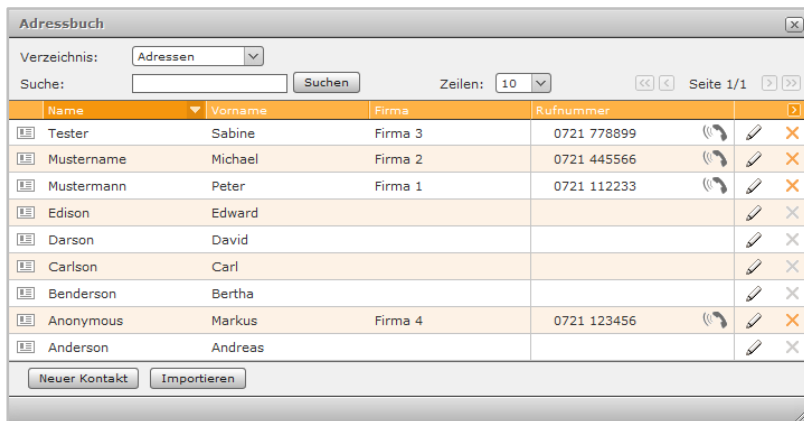 Adressbuch
Verzeichnis: Adressen
Suche: Suchen Zeilen: 10 Seite 1/1
Name Vorname Firma Rufnummer
Tester Sabine Firma 3 0721 778899
Mustername Michael Firma 2 0721 445566
Mustermann Peter Firma 1 0721 112233
Edison Edward
Darson David
Carlson Carl
Benderson Bertha
Anonymous Markus Firma 4 0721 123456
Anderson Andreas
Neuer Kontakt Importieren